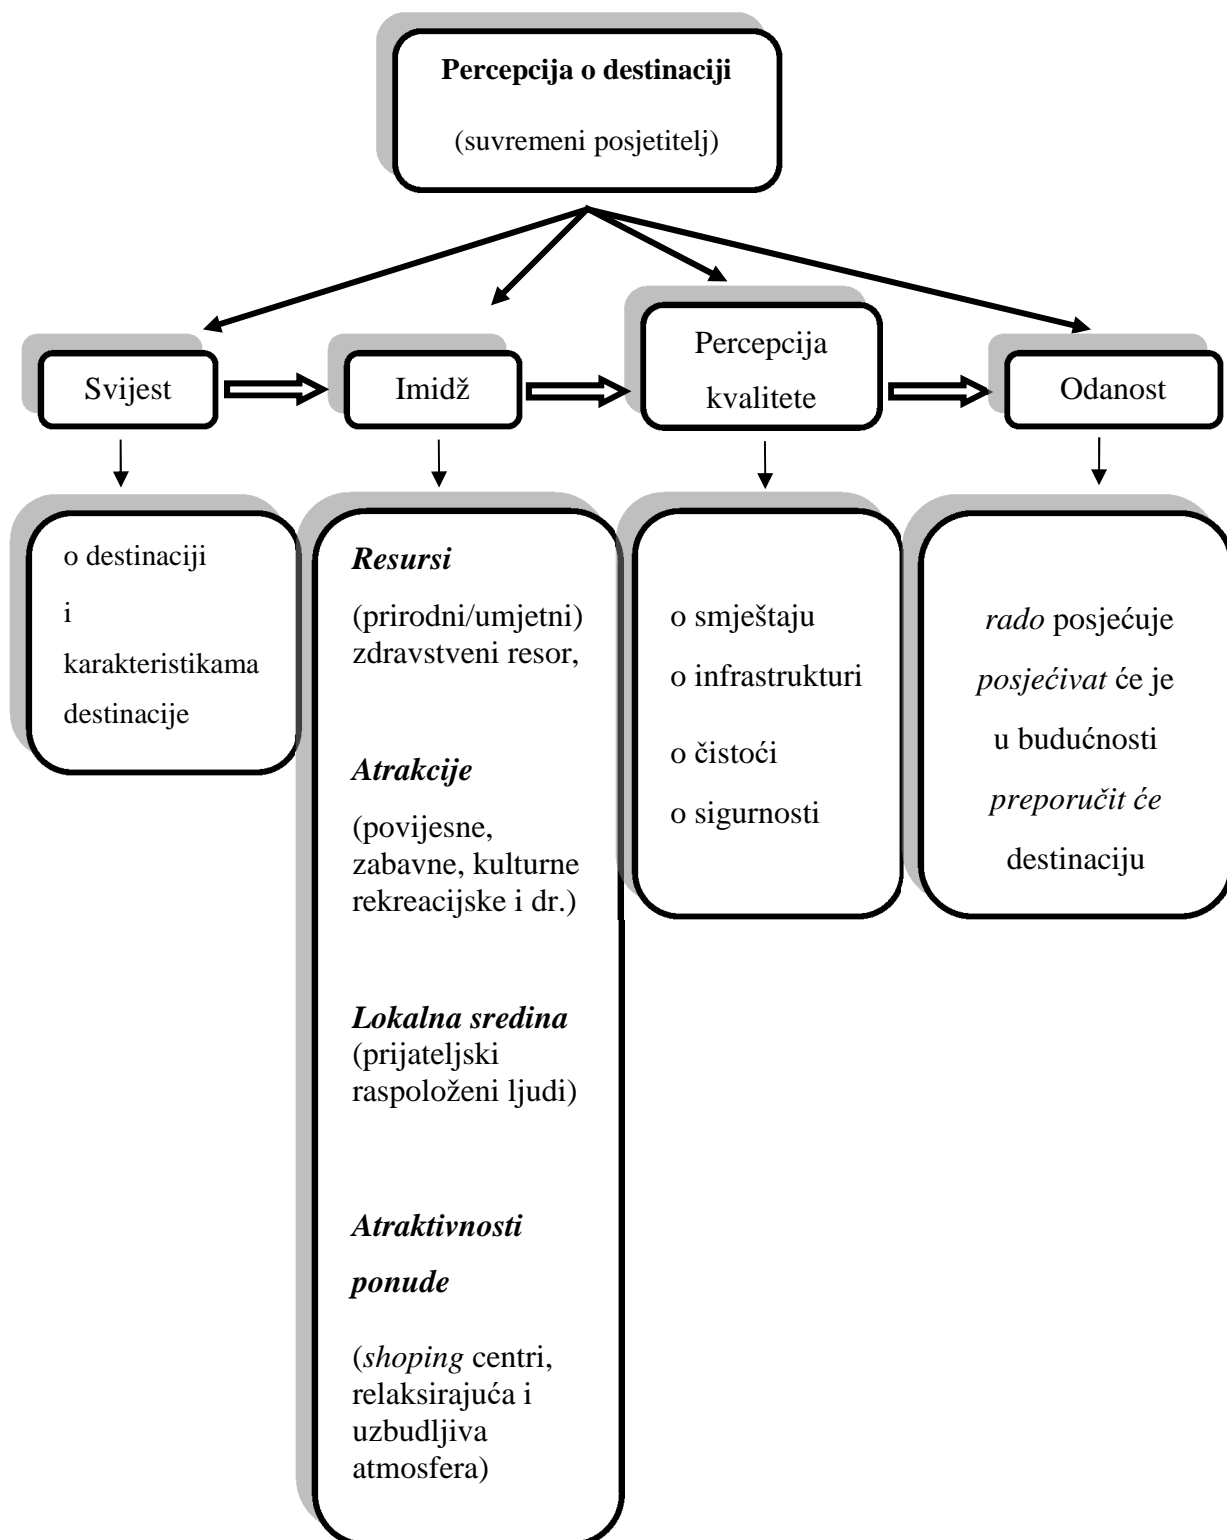 Percepcija o destinaciji
(suvremeni posjetitelj)
Svijest
Imidž
Percepcija
kvalitete
Odanost
o destinaciji
i
karakteristikama
destinacije
Resursi
(prirodni/umjetni)
zdravstveni resor,
Atrakcije
(povijesne,
zabavne, kulturne
rekreacijske i dr.)
Lokalna sredina
(prijateljski
raspoloženi ljudi)
Atraktivnosti
ponude
(shoping centri,
relaksirajuća i
uzbudljiva
atmosfera)
o smještaju
o infrastrukturi
o čistoći
o sigurnosti
rado posjećuje
posjećivat će je
u budućnosti
preporučit će
destinaciju